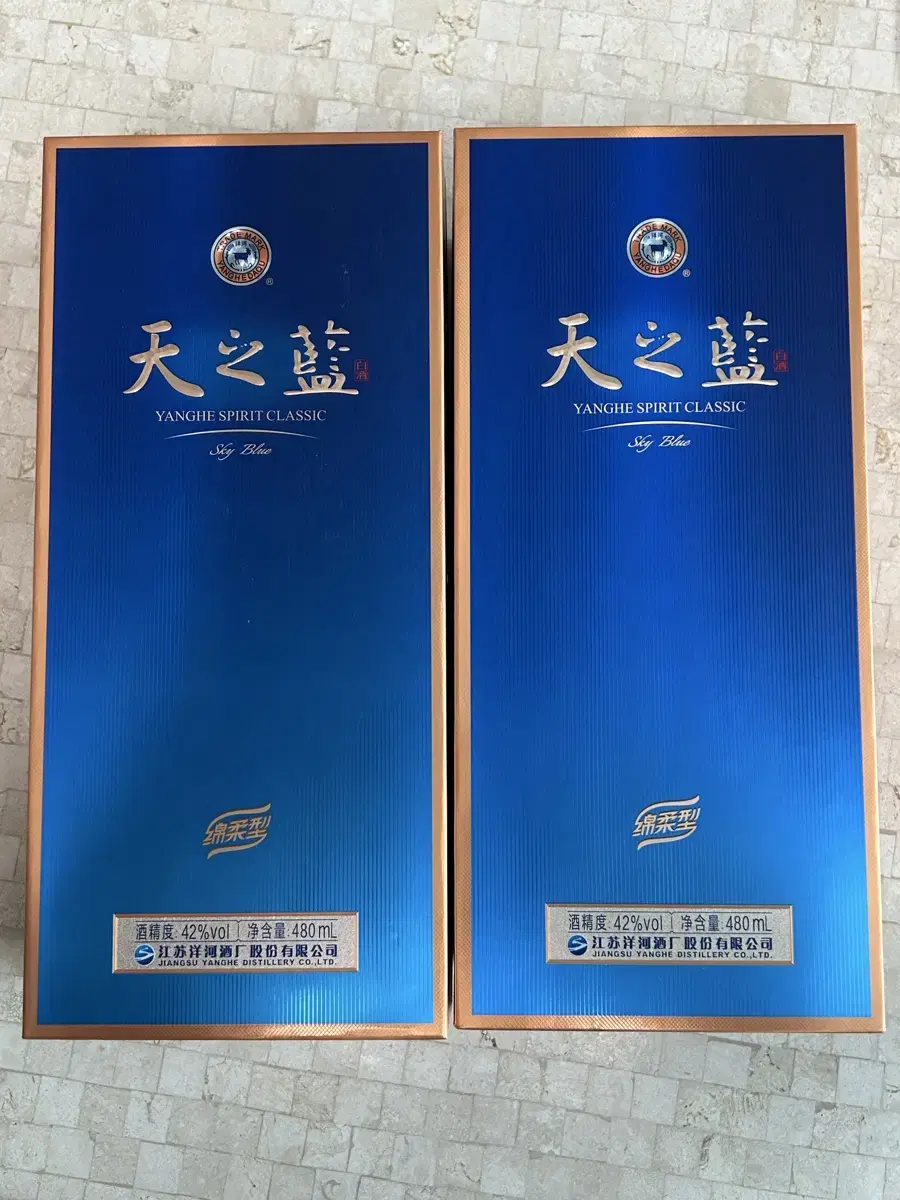 TRADE MARK
YANGHEDAQU
®
天之藍
白酒
YANGHE SPIRIT CLASSIC
Sky Blue
绵柔型
酒精度: 42%vol | 净含量: 480mL
江苏洋河酒厂股份有限公司
JIANGSU YANGHE DISTILLERY CO.,LTD.
TRADE MARK
YANGHEDAQU
®
天之藍
白酒
YANGHE SPIRIT CLASSIC
Sky Blue
绵柔型
酒精度: 42%vol | 净含量: 480mL
江苏洋河酒厂股份有限公司
JIANGSU YANGHE DISTILLERY CO.,LTD.